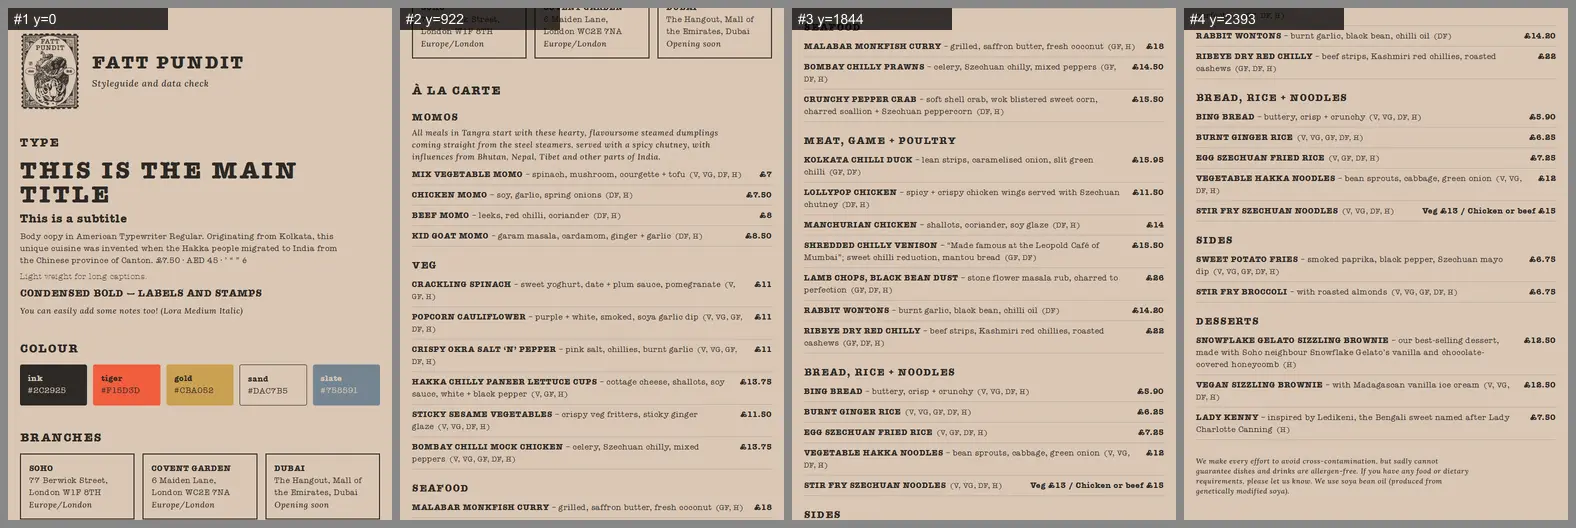 #1 y=0
FATT PUNDIT
FATT PUNDIT
Styleguide and data check
TYPE
THIS IS THE MAIN
TITLE
This is a subtitle
Body copy in American Typewriter Regular. Originating from Kolkata, this
unique cuisine was invented when the Hakka people migrated to India from
the Chinese province of Canton. £7.50 · AED 45 · ' ' " " é
Light weight for long captions.
CONDENSED BOLD — LABELS AND STAMPS
You can easily add some notes too! (Lora Medium Italic)
COLOUR
ink
#2C2925
tiger
#F15D3D
gold
#CBA052
sand
#DAC7B5
slate
#758591
BRANCHES
SOHO
77 Berwick Street,
London W1F 8TH
Europe/London
COVENT GARDEN
6 Maiden Lane,
London WC2E 7NA
Europe/London
DUBAI
The Hangout, Mall of
the Emirates, Dubai
Opening soon
#2 y=922
London W1F 8TH
Europe/London
6 Maiden Lane,
London WC2E 7NA
Europe/London
DUBAI
The Hangout, Mall of
the Emirates, Dubai
Opening soon
À LA CARTE
MOMOS
All meals in Tangra start with these hearty, flavoursome steamed dumplings
coming straight from the steel steamers, served with a spicy chutney, with
influences from Bhutan, Nepal, Tibet and other parts of India.
MIX VEGETABLE MOMO – spinach, mushroom, courgette + tofu (V, VG, DF, H) £7
CHICKEN MOMO – soy, garlic, spring onions (DF, H) £7.50
BEEF MOMO – leeks, red chilli, coriander (DF, H) £8
KID GOAT MOMO – garam masala, cardamom, ginger + garlic (DF, H) £8.50
VEG
CRACKLING SPINACH – sweet yoghurt, date + plum sauce, pomegranate (V, £11
GF, H)
POPCORN CAULIFLOWER – purple + white, smoked, soya garlic dip (V, VG, GF, £11
DF, H)
CRISPY OKRA SALT 'N' PEPPER – pink salt, chillies, burnt garlic (V, VG, GF, £11
DF, H)
HAKKA CHILLY PANEER LETTUCE CUPS – cottage cheese, shallots, soy £13.75
sauce, white + black pepper (V, GF, H)
STICKY SESAME VEGETABLES – crispy veg fritters, sticky ginger £11.50
glaze (V, VG, DF, H)
BOMBAY CHILLI MOCK CHICKEN – celery, Szechuan chilly, mixed £13.75
peppers (V, VG, GF, DF, H)
SEAFOOD
MALABAR MONKFISH CURRY – grilled, saffron butter, fresh coconut (GF, H) £18
#3 y=1844
SEAFOOD
MALABAR MONKFISH CURRY – grilled, saffron butter, fresh coconut (GF, H) £18
BOMBAY CHILLY PRAWNS – celery, Szechuan chilly, mixed peppers (GF, £14.50
DF, H)
CRUNCHY PEPPER CRAB – soft shell crab, wok blistered sweet corn, £15.50
charred scallion + Szechuan peppercorn (DF, H)
MEAT, GAME + POULTRY
KOLKATA CHILLI DUCK – lean strips, caramelised onion, slit green £15.95
chilli (GF, DF)
LOLLYPOP CHICKEN – spicy + crispy chicken wings served with Szechuan £11.50
chutney (DF, H)
MANCHURIAN CHICKEN – shallots, coriander, soy glaze (DF, H) £14
SHREDDED CHILLY VENISON – "Made famous at the Leopold Café of £15.50
Mumbai"; sweet chilli reduction, mantou bread (GF, DF)
LAMB CHOPS, BLACK BEAN DUST – stone flower masala rub, charred to £26
perfection (GF, DF, H)
RABBIT WONTONS – burnt garlic, black bean, chilli oil (DF) £14.20
RIBEYE DRY RED CHILLY – beef strips, Kashmiri red chillies, roasted £22
cashews (GF, DF, H)
BREAD, RICE + NOODLES
BING BREAD – buttery, crisp + crunchy (V, VG, DF, H) £5.90
BURNT GINGER RICE (V, VG, GF, DF, H) £6.25
EGG SZECHUAN FRIED RICE (V, GF, DF, H) £7.25
VEGETABLE HAKKA NOODLES – bean sprouts, cabbage, green onion (V, VG, £12
DF, H)
STIR FRY SZECHUAN NOODLES (V, VG, DF, H) Veg £13 / Chicken or beef £15
SIDES
#4 y=2393
RABBIT WONTONS – burnt garlic, black bean, chilli oil (DF) £14.20
RIBEYE DRY RED CHILLY – beef strips, Kashmiri red chillies, roasted £22
cashews (GF, DF, H)
BREAD, RICE + NOODLES
BING BREAD – buttery, crisp + crunchy (V, VG, DF, H) £5.90
BURNT GINGER RICE (V, VG, GF, DF, H) £6.25
EGG SZECHUAN FRIED RICE (V, GF, DF, H) £7.25
VEGETABLE HAKKA NOODLES – bean sprouts, cabbage, green onion (V, VG, £12
DF, H)
STIR FRY SZECHUAN NOODLES (V, VG, DF, H) Veg £13 / Chicken or beef £15
SIDES
SWEET POTATO FRIES – smoked paprika, black pepper, Szechuan mayo £6.75
dip (V, VG, GF, DF, H)
STIR FRY BROCCOLI – with roasted almonds (V, VG, GF, DF, H) £6.75
DESSERTS
SNOWFLAKE GELATO SIZZLING BROWNIE – our best-selling dessert, £12.50
made with Soho neighbour Snowflake Gelato's vanilla and chocolate-
covered honeycomb (H)
VEGAN SIZZLING BROWNIE – with Madagascan vanilla ice cream (V, VG, £12.50
DF, H)
LADY KENNY – inspired by Ledikeni, the Bengali sweet named after Lady £7.50
Charlotte Canning (H)
We make every effort to avoid cross-contamination, but sadly cannot
guarantee dishes and drinks are allergen-free. If you have any food or dietary
requirements, please let us know. We use soya bean oil (produced from
genetically modified soya).